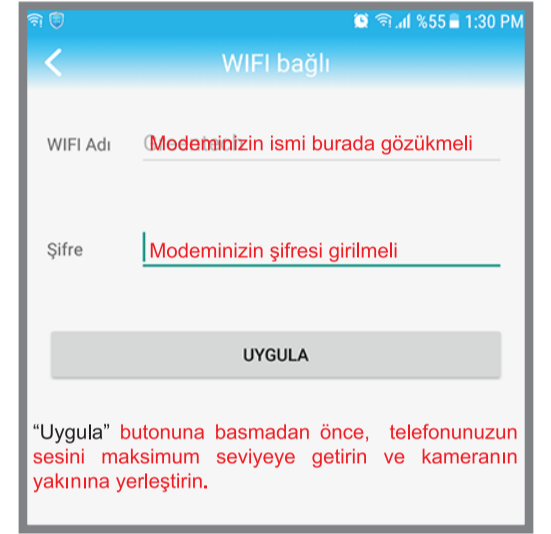 %55 1:30 PM
WIFI bağlı
WIFI Adı Modeminizin ismi burada gözükmeli
Şifre Modeminizin şifresi girilmeli
UYGULA
“Uygula” butonuna basmadan önce, telefonunuzun
sesini maksimum seviyeye getirin ve kameranın
yakınına yerleştirin.